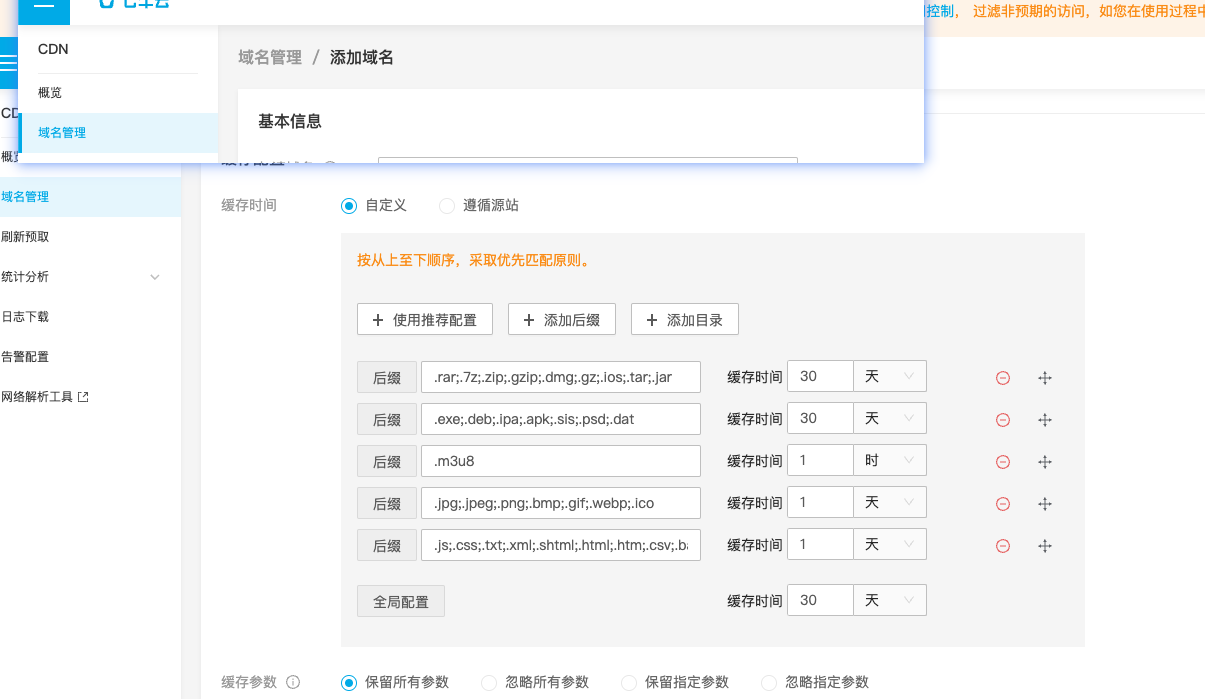 控制， 过滤非预期的访问，如您在使用过程中
CDN
域名管理 / 添加域名
概览
基本信息
域名管理
域名管理
缓存时间 自定义 遵循源站
刷新预取
按从上至下顺序，采取优先匹配原则。
统计分析
日志下载
+ 使用推荐配置 + 添加后缀 + 添加目录
告警配置
后缀 .rar;.7z;.zip;.gzip;.dmg;.gz;.ios;.tar;.jar 缓存时间 30 天
网络解析工具
后缀 .exe;.deb;.ipa;.apk;.sis;.psd;.dat 缓存时间 30 天
后缀 .m3u8 缓存时间 1 时
后缀 .jpg;.jpeg;.png;.bmp;.gif;.webp;.ico 缓存时间 1 天
后缀 .js;.css;.txt;.xml;.shtml;.html;.htm;.csv;.ba 缓存时间 1 天
全局配置 缓存时间 30 天
缓存参数 保留所有参数 忽略所有参数 保留指定参数 忽略指定参数